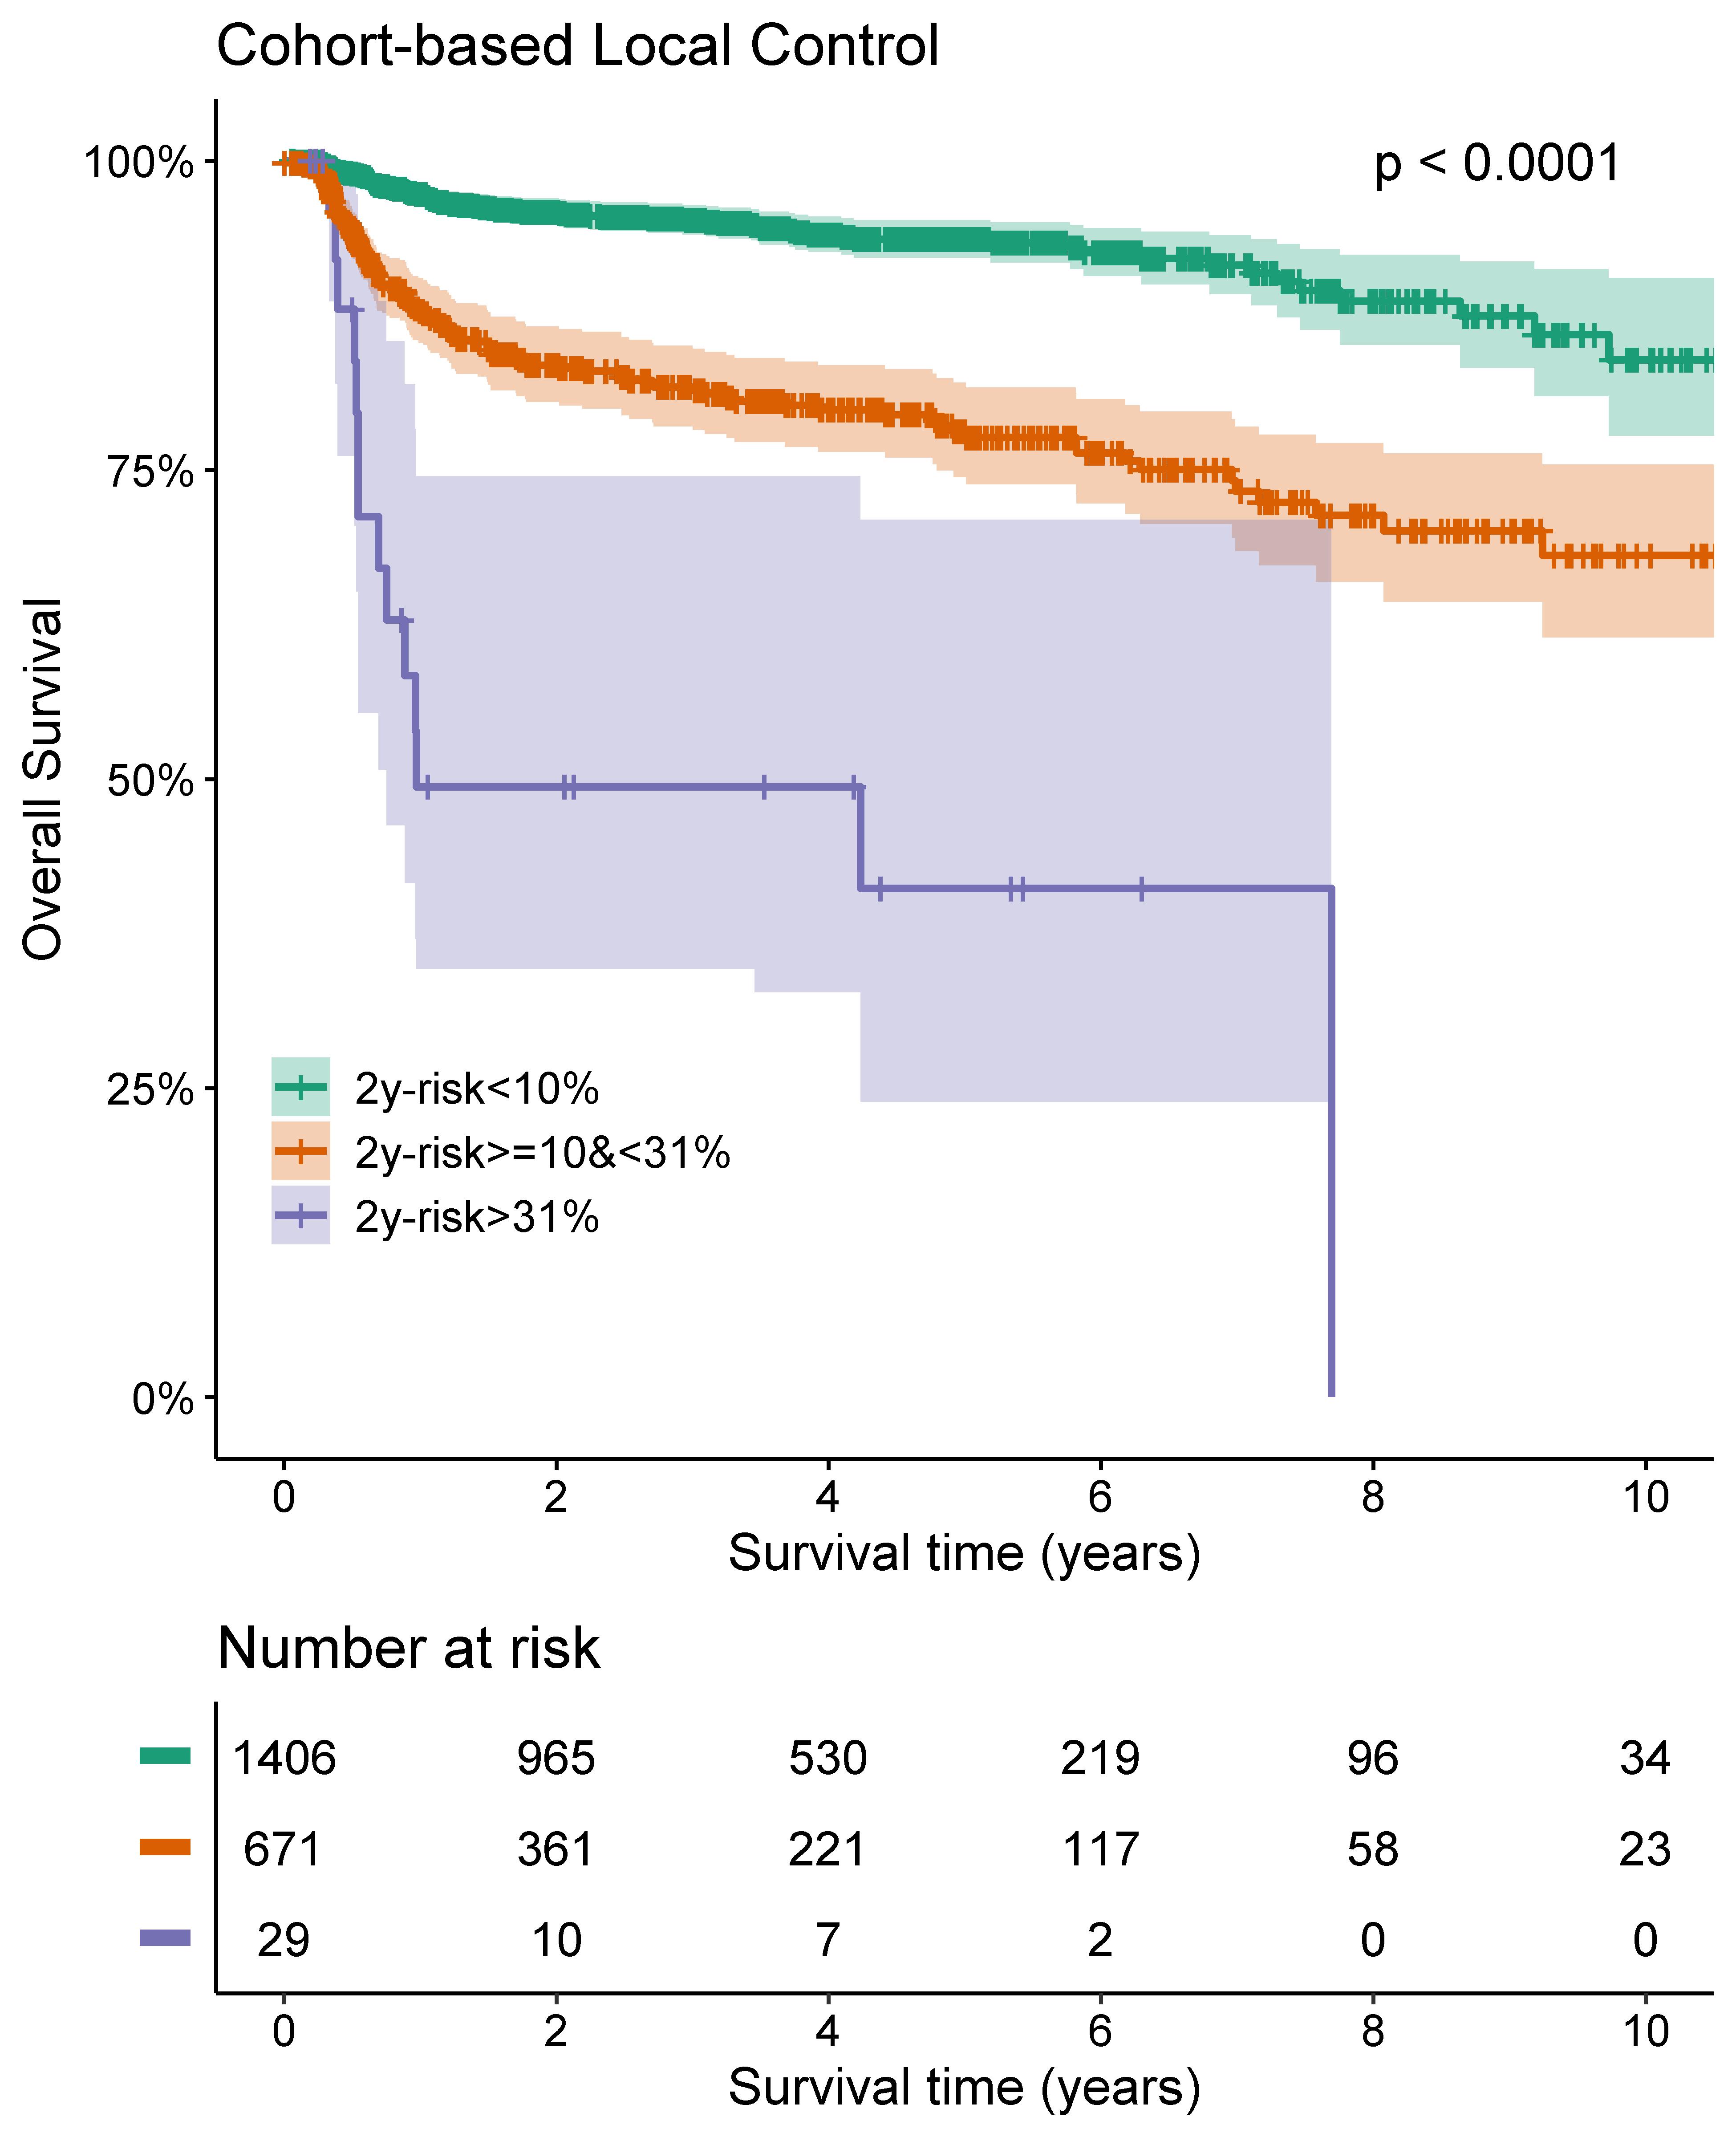 Cohort-based Local Control
100%
p < 0.0001
75%
50%
25%
0%
Overall Survival
2y-risk<10%
2y-risk>=10&<31%
2y-risk>31%
0 2 4 6 8 10
Survival time (years)
Number at risk
1406 965 530 219 96 34
671 361 221 117 58 23
29 10 7 2 0 0
0 2 4 6 8 10
Survival time (years)